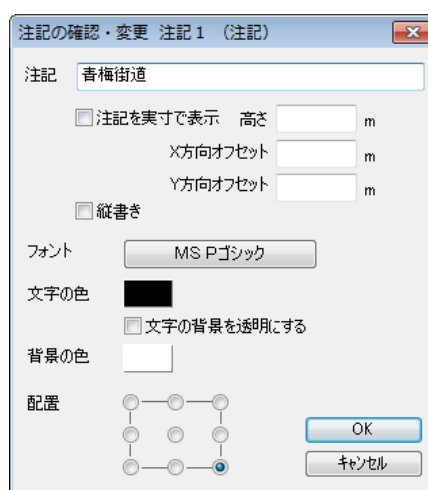 注記の確認・変更 注記1 （注記）
注記 青梅街道
注記を実寸で表示 高さ m
X方向オフセット m
Y方向オフセット m
縦書き
フォント MS Pゴシック
文字の色
文字の背景を透明にする
背景の色
配置
OK
キャンセル